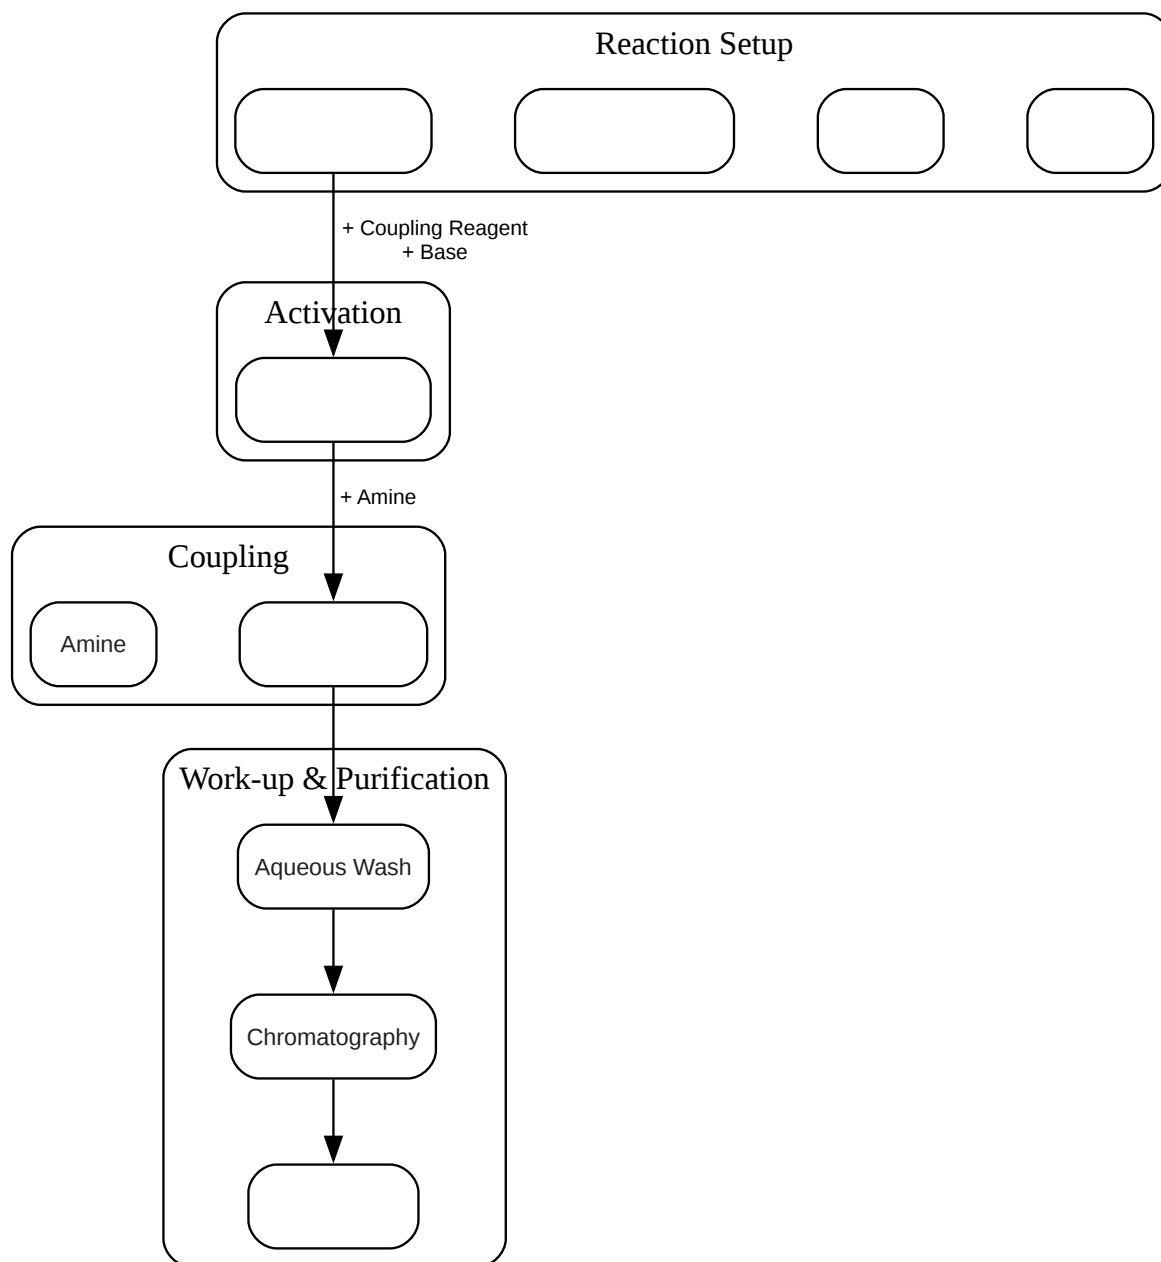 Reaction Setup
+ Coupling Reagent
+ Base
Activation
+ Amine
Coupling
Amine
Work-up & Purification
Aqueous Wash
Chromatography